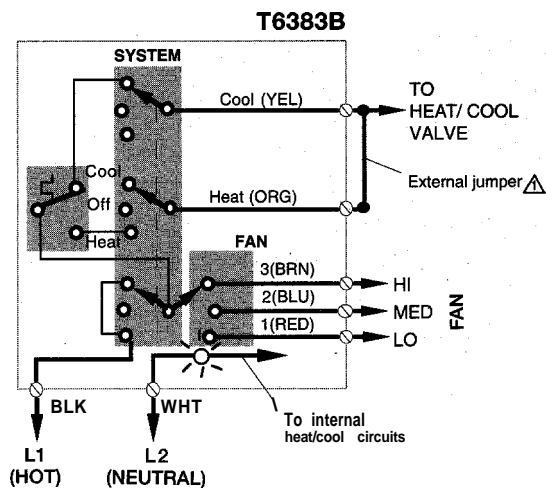 T6383B
SYSTEM
Cool (YEL)
TO
HEAT/ COOL
VALVE
Cool
External jumper 1
Off
Heat (ORG)
Heat
FAN
3(BRN)
HI
2(BLU)
MED
1(RED)
LO
FAN
BLK
WHT
To internal
heat/cool circuits
L1
(HOT)
L2
(NEUTRAL)